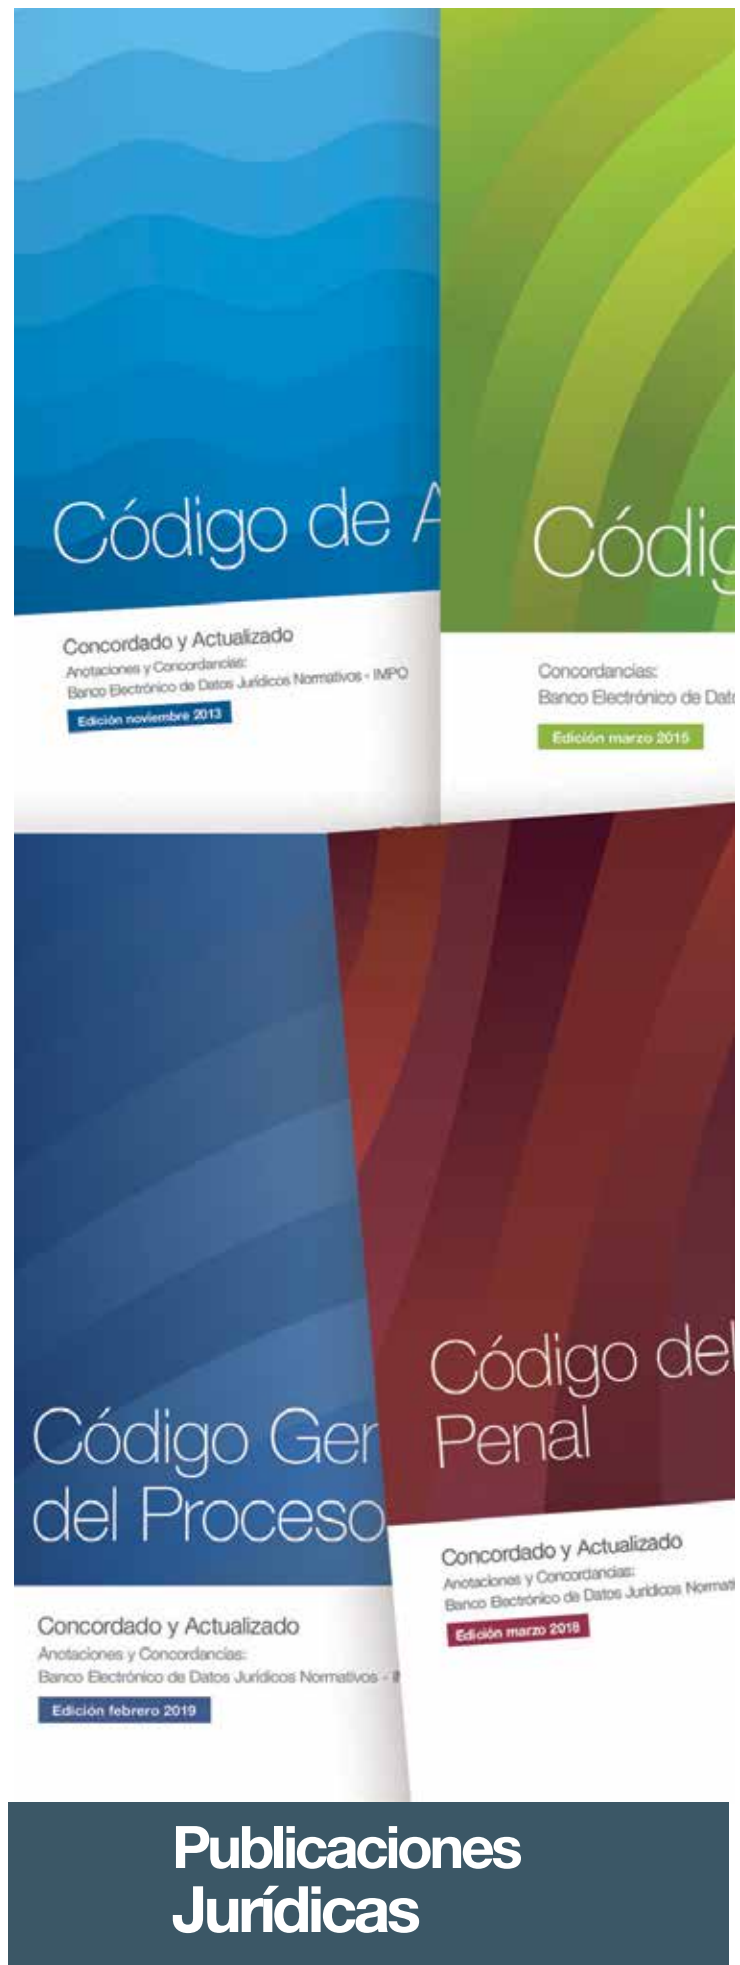 Código de A
Concordado y Actualizado
Anotaciones y Concordancias:
Banco Electrónico de Datos Jurídicos Normativos - IMPO
Edición noviembre 2013
Códig
Concordancias:
Banco Electrónico de Dato
Edición marzo 2015
Código Gener
del Proceso
Concordado y Actualizado
Anotaciones y Concordancias:
Banco Electrónico de Datos Jurídicos Normativos - IM
Edición febrero 2019
Código del
Penal
Concordado y Actualizado
Anotaciones y Concordancias:
Banco Electrónico de Datos Jurídicos Normati
Edición marzo 2018
Publicaciones
Jurídicas